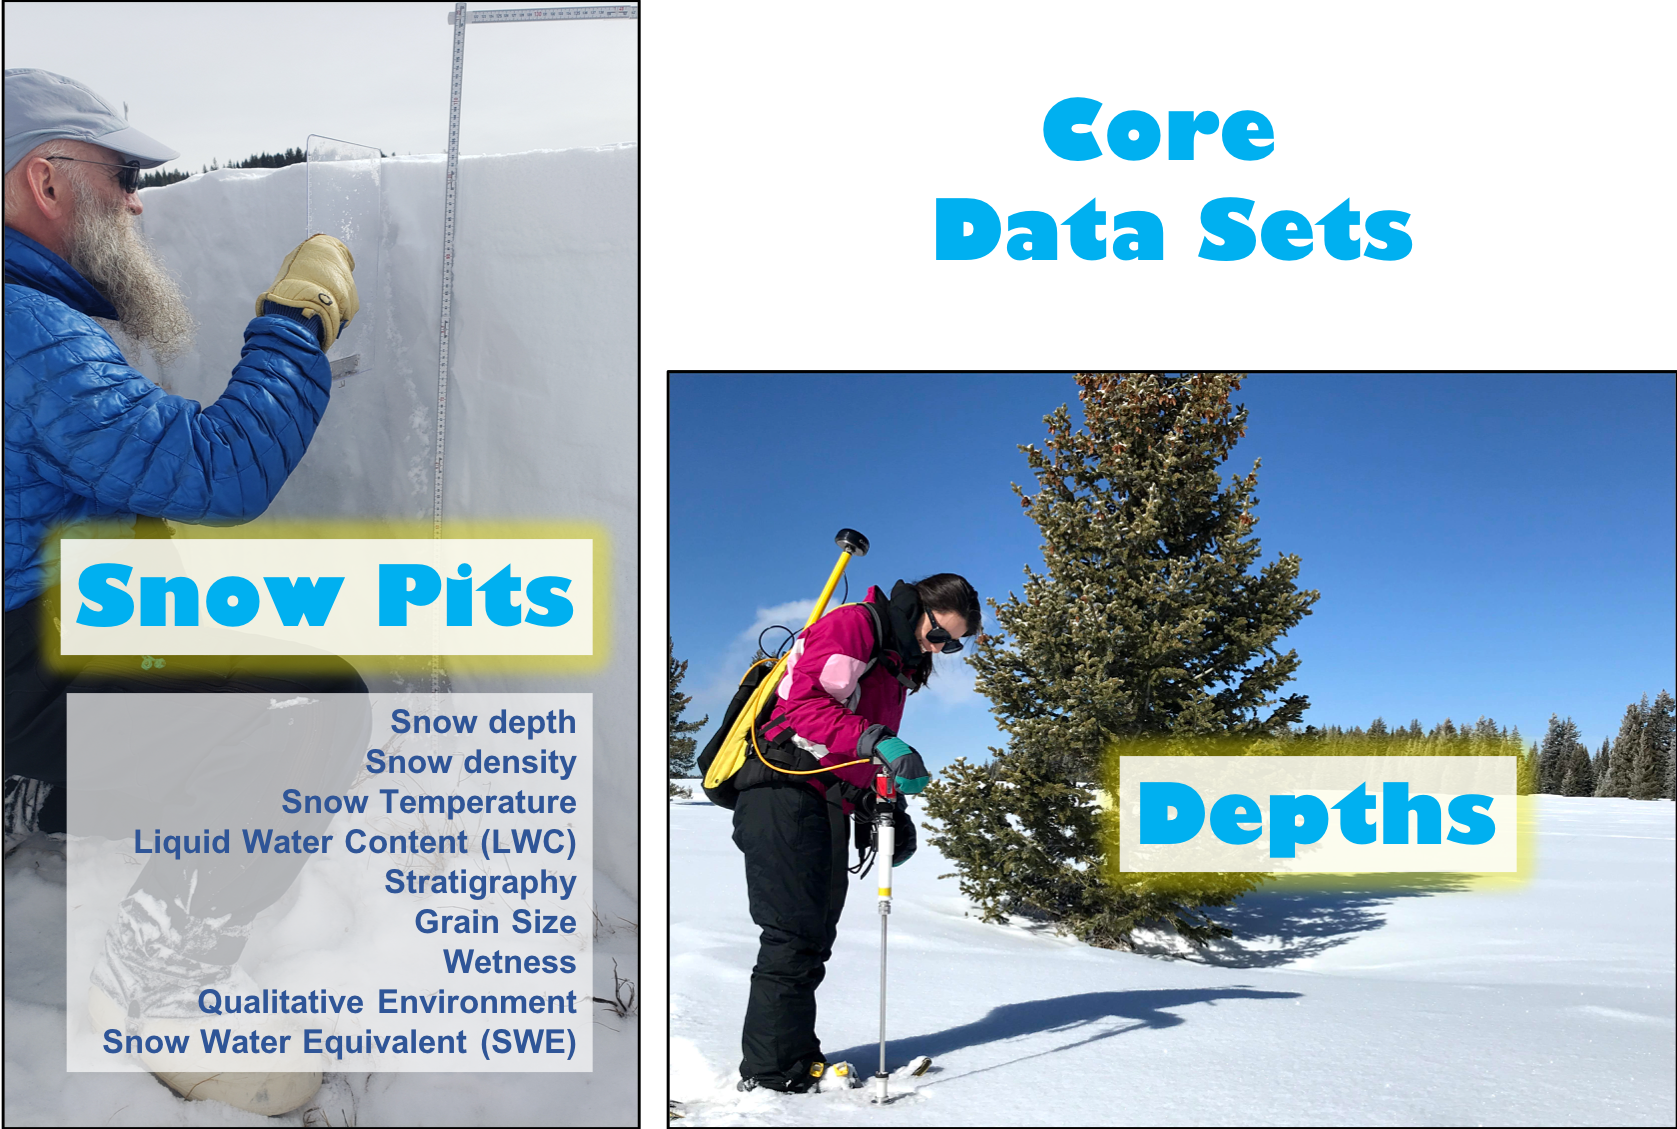 Core
Data Sets
Snow Pits
Snow depth
Snow density
Snow Temperature
Liquid Water Content (LWC)
Stratigraphy
Grain Size
Wetness
Qualitative Environment
Snow Water Equivalent (SWE)
Depths